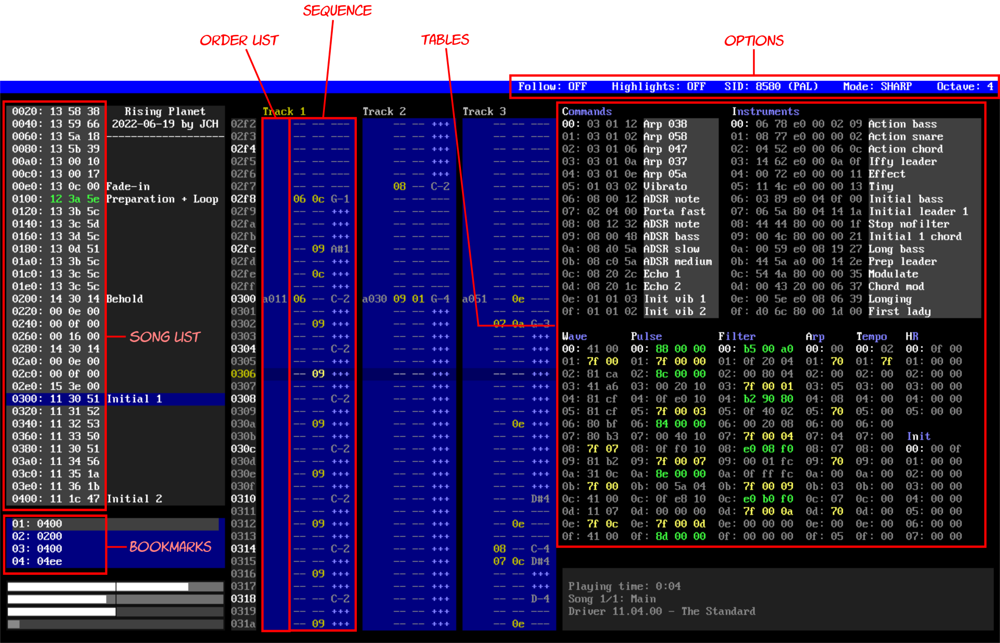 SEQUENCE
ORDER LIST
TABLES
OPTIONS
Follow: OFF Highlights: OFF SID: 8580 (PAL) Mode: SHARP Octave: 4
0020: 13 58 38 Rising Planet
0040: 13 59 66 2022-06-19 by JCH
0060: 13 5a 18 -------------------
0080: 13 5b 39
00a0: 13 00 10
00c0: 13 00 17
00e0: 13 0c 00 Fade-in
0100: 12 3a 5e Preparation + Loop
0120: 13 3b 5c
0140: 13 3c 5d
0160: 13 3d 5c
0180: 13 0d 51
01a0: 13 3b 5c
01c0: 13 3c 5c
01e0: 13 3c 5c
0200: 14 30 14 Behold
0220: 00 0e 00
0240: 00 0f 00
0260: 00 16 00
SONG LIST
0280: 14 30 14
02a0: 00 0e 00
02c0: 00 0f 00
02e0: 15 3e 00
0300: 11 30 51 Initial 1
0320: 11 31 52
0340: 11 32 53
0360: 11 33 50
0380: 11 30 51
03a0: 11 34 56
03c0: 11 35 1a
03e0: 11 36 1b
0400: 11 1c 47 Initial 2
01: 0400
02: 0200
03: 0400
04: 04ee
BOOKMARKS
Track 1 Track 2 Track 3
02f2 -- -- --- -- -- +++ -- -- ---
02f3 -- -- --- -- -- --- -- -- ---
02f4 -- -- --- -- -- +++ -- -- ---
02f5 -- -- --- -- -- --- -- -- ---
02f6 -- -- --- -- -- +++ -- -- ---
02f7 -- -- --- 08 -- C-2 -- -- ---
02f8 06 0c G-1 -- -- --- -- -- ---
02f9 -- -- +++ -- -- --- -- -- ---
02fa -- -- +++ -- -- --- -- -- ---
02fb -- -- +++ -- -- --- -- -- ---
02fc -- 09 A#1 -- -- --- -- -- ---
02fd -- -- +++ -- -- --- -- -- ---
02fe -- 0c +++ -- -- --- -- -- ---
02ff -- -- +++ -- -- --- -- -- ---
0300 a011 06 -- C-2 a030 09 01 G-4 a051 -- 0e ---
0301 -- -- +++ -- -- +++ -- -- ---
0302 -- 09 +++ -- -- +++ 07 0a G-3
0303 -- -- +++ -- -- +++ -- -- +++
0304 -- -- C-2 -- -- +++ -- -- +++
0305 -- -- +++ -- -- +++ -- -- +++
0306 -- 09 +++ -- -- +++ -- -- +++
0307 -- -- +++ -- -- +++ -- -- +++
0308 -- -- C-2 -- -- +++ -- -- +++
0309 -- -- +++ -- -- +++ -- -- +++
030a -- 09 +++ -- -- +++ -- 0e +++
030b -- -- +++ -- -- +++ -- -- +++
030c -- -- C-2 -- -- +++ -- -- +++
030d -- -- +++ -- -- +++ -- -- +++
030e -- 09 +++ -- -- +++ -- -- +++
030f -- -- +++ -- -- +++ -- -- +++
0310 -- -- C-2 -- -- +++ -- -- D#4
0311 -- -- +++ -- -- +++ -- -- ---
0312 -- 09 +++ -- -- +++ -- 0e ---
0313 -- -- +++ -- -- +++ -- -- ---
0314 -- -- C-2 -- -- +++ 08 -- C-4
0315 -- -- +++ -- -- +++ 07 0c D#4
0316 -- 09 +++ -- -- +++ -- -- +++
0317 -- -- +++ -- -- +++ -- -- +++
0318 -- -- C-2 -- -- +++ -- -- D-4
0319 -- -- +++ -- -- +++ -- -- ---
031a -- 09 +++ -- -- +++ -- 0e ---
Commands Instruments
00: 03 01 12 Arp 038 00: 06 78 e0 00 02 09 Action bass
01: 03 01 02 Arp 058 01: 08 77 e0 00 00 02 Action snare
02: 03 01 06 Arp 047 02: 04 52 e0 00 06 0c Action chord
03: 03 01 0a Arp 037 03: 14 62 e0 00 0a 0f Iffy leader
04: 03 01 0e Arp 05a 04: 00 72 e0 00 00 11 Effect
05: 01 03 02 Vibrato 05: 11 4c e0 00 00 13 Tiny
06: 08 00 12 ADSR note 06: 03 89 e0 04 0f 00 Initial bass
07: 02 04 00 Porta fast 07: 06 5a 80 04 14 1a Initial leader 1
08: 08 12 32 ADSR note 08: 44 44 80 00 00 1f Stop nofilter
09: 08 00 48 ADSR bass 09: 00 4c 80 00 00 21 Initial 1 chord
0a: 08 d0 5a ADSR slow 0a: 00 59 e0 08 19 27 Long bass
0b: 08 c0 5a ADSR medium 0b: 44 5a a0 00 14 2e Prep leader
0c: 08 20 2c Echo 1 0c: 54 4a 80 00 00 35 Modulate
0d: 08 20 1c Echo 2 0d: 00 43 20 00 06 37 Chord mod
0e: 01 01 03 Init vib 1 0e: 00 5e e0 08 06 39 Longing
0f: 01 01 02 Init vib 2 0f: d0 6c 80 00 1d 00 First lady
Wave Pulse Filter Arp Tempo HR
00: 41 00 00: 88 00 00 00: b5 00 a0 00: 00 00: 02 00: 0f 00
01: 7f 00 01: 7f 00 00 01: 0f 20 04 01: 70 01: 7f 01: 00 00
02: 81 ca 02: 8c 00 00 02: 00 80 04 02: 00 02: 00 02: 00 00
03: 41 a6 03: 00 20 10 03: 7f 00 01 03: 05 03: 00 03: 00 00
04: 81 cf 04: 0f e0 10 04: b2 90 80 04: 08 04: 00 04: 00 00
05: 81 cf 05: 7f 00 03 05: 0f 40 02 05: 70 05: 00 05: 00 00
06: 80 bf 06: 84 00 00 06: 00 20 08 06: 00 06: 00
07: 80 b3 07: 00 40 10 07: 7f 00 04 07: 04 07: 00 Init
08: 7f 07 08: 0f f0 10 08: e0 08 f0 08: 07 08: 00 00: 00 0f
09: 81 b2 09: 7f 00 07 09: 00 01 fc 09: 70 09: 00 01: 00 00
0a: 31 0c 0a: 8e 00 00 0a: 0f ff fc 0a: 00 0a: 00 02: 00 00
0b: 7f 00 0b: 00 5a 04 0b: 7f 00 09 0b: 03 0b: 00 03: 00 00
0c: 41 00 0c: 0f e8 10 0c: e0 b0 f0 0c: 07 0c: 00 04: 00 00
0d: 11 07 0d: 00 00 00 0d: 7f 00 0a 0d: 70 0d: 00 05: 00 00
0e: 7f 0c 0e: 7f 00 0d 0e: 00 00 00 0e: 00 0e: 00 06: 00 00
0f: 41 00 0f: 8d 00 00 0f: 00 00 00 0f: 05 0f: 00 07: 00 00
Playing time: 0:04
Song 1/1: Main
Driver 11.04.00 - The Standard